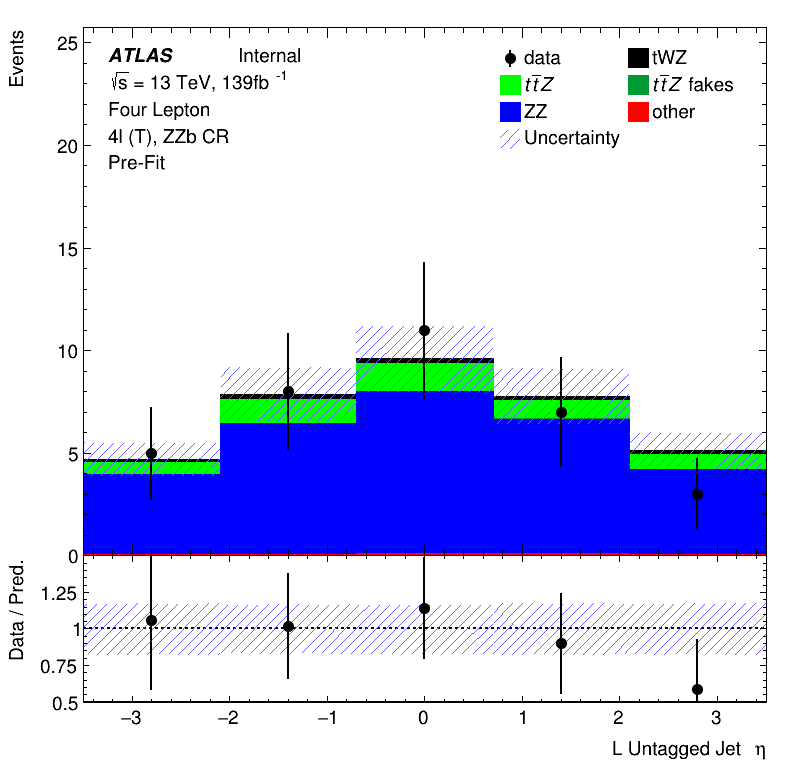 Events
25
20
15
10
5
0
ATLAS Internal
√s = 13 TeV, 139fb⁻¹
Four Lepton
4l (T), ZZb CR
Pre-Fit
data
tt̄Z
ZZ
Uncertainty
tWZ
tt̄Z fakes
other
Data / Pred.
1.25
1
0.75
0.5
−3 −2 −1 0 1 2 3
L Untagged Jet η